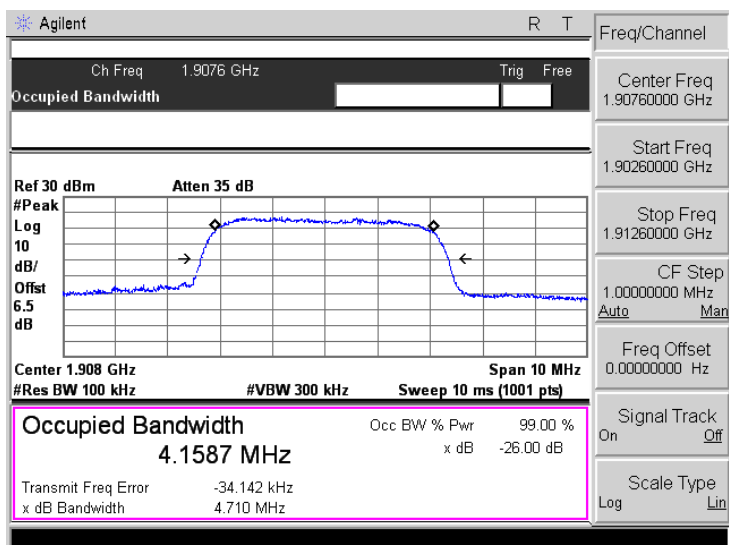 Agilent R T
Ch Freq 1.9076 GHz Trig Free
Occupied Bandwidth
Ref 30 dBm Atten 35 dB
#Peak
Log
10
dB/
Offst
6.5
dB
Center 1.908 GHz Span 10 MHz
#Res BW 100 kHz #VBW 300 kHz Sweep 10 ms (1001 pts)
Occupied Bandwidth Occ BW % Pwr 99.00 %
4.1587 MHz x dB -26.00 dB
Transmit Freq Error -34.142 kHz
x dB Bandwidth 4.710 MHz
Freq/Channel
Center Freq
1.90760000 GHz
Start Freq
1.90260000 GHz
Stop Freq
1.91260000 GHz
CF Step
1.00000000 MHz
Auto Man
Freq Offset
0.00000000 Hz
Signal Track
On Off
Scale Type
Log Lin